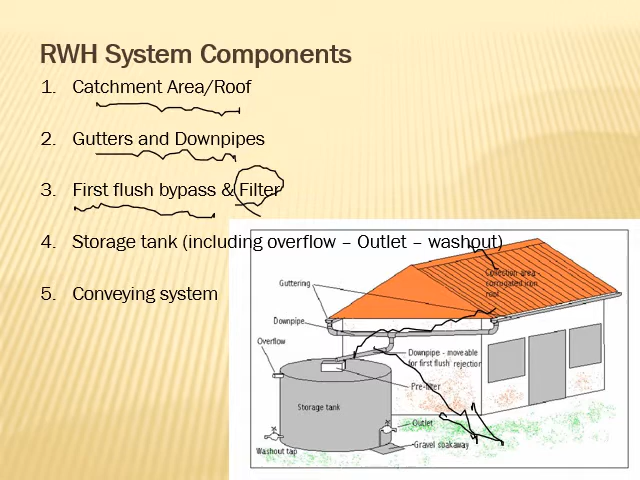 RWH System Components
1. Catchment Area/Roof
2. Gutters and Downpipes
3. First flush bypass & Filter
4. Storage tank (including overflow – Outlet – washout)
5. Conveying system
Collection area -
corrugated iron
roof
Guttering
Downpipe
Overflow
Downpipe - moveable
for first flush rejection
Pre-filter
Storage tank
Outlet
Gravel soakaway
Washout tap